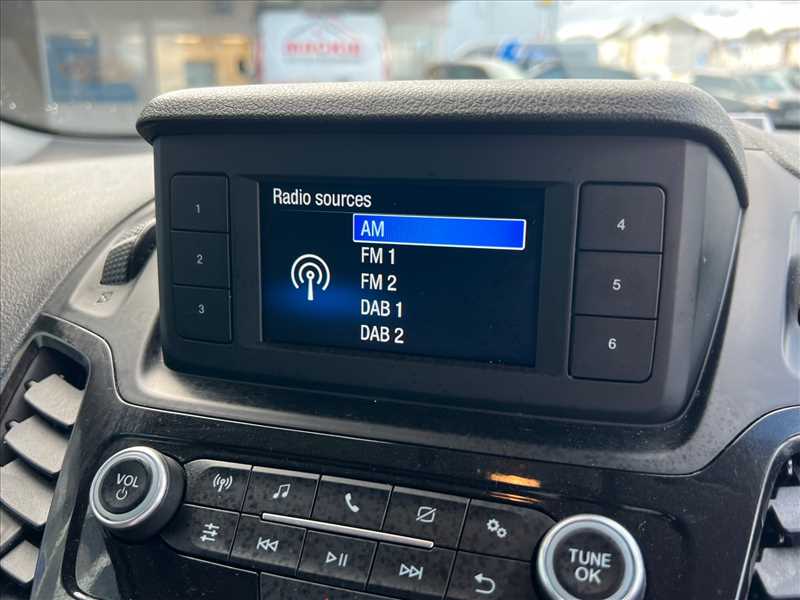 Radio sources
AM
FM 1
FM 2
DAB 1
DAB 2
1
2
3
4
5
6
VOL
TUNE
OK